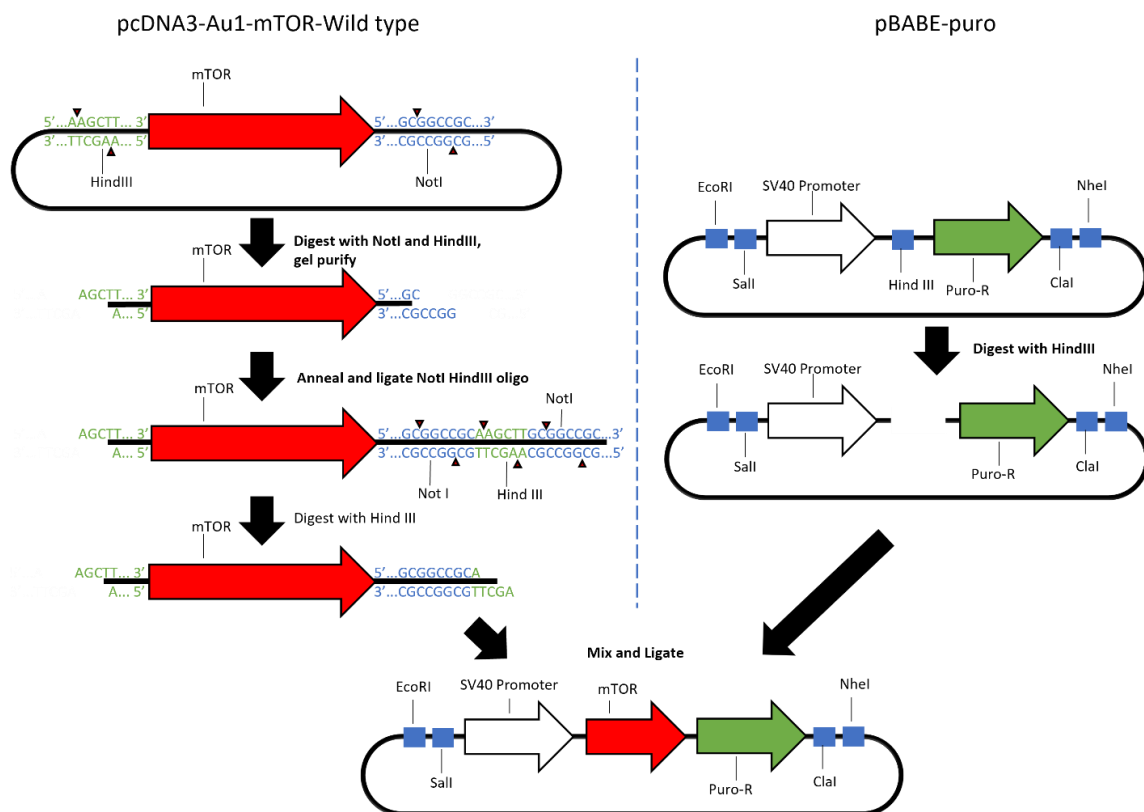 pcDNA3-Au1-mTOR-Wild type
mTOR
5’...AAGCTT... 3’
5’...GCGGCCGC...3’
3’...TTCGAA... 5’
3’...CGCCGGCG...5’
HindIII
NotI
Digest with NotI and HindIII,
gel purify
mTOR
AGCTT... 3’
5’...GC
A... 5’
3’...CGCCGG
Anneal and ligate NotI HindIII oligo
mTOR
NotI
AGCTT... 3’
5’...GCGGCCGCAAGCTTGCGGCCGC...3’
A... 5’
3’...CGCCGGCGTTCGAACGCCGGCG...5’
Not I
Hind III
Digest with Hind III
mTOR
AGCTT... 3’
5’...GCGGCCGCA
A... 5’
3’...CGCCGGCGTTCGA
pBABE-puro
EcoRI
SV40 Promoter
NheI
SalI
Hind III
Puro-R
ClaI
Digest with HindIII
EcoRI
SV40 Promoter
NheI
SalI
Puro-R
ClaI
Mix and Ligate
EcoRI
SV40 Promoter
mTOR
NheI
SalI
Puro-R
ClaI